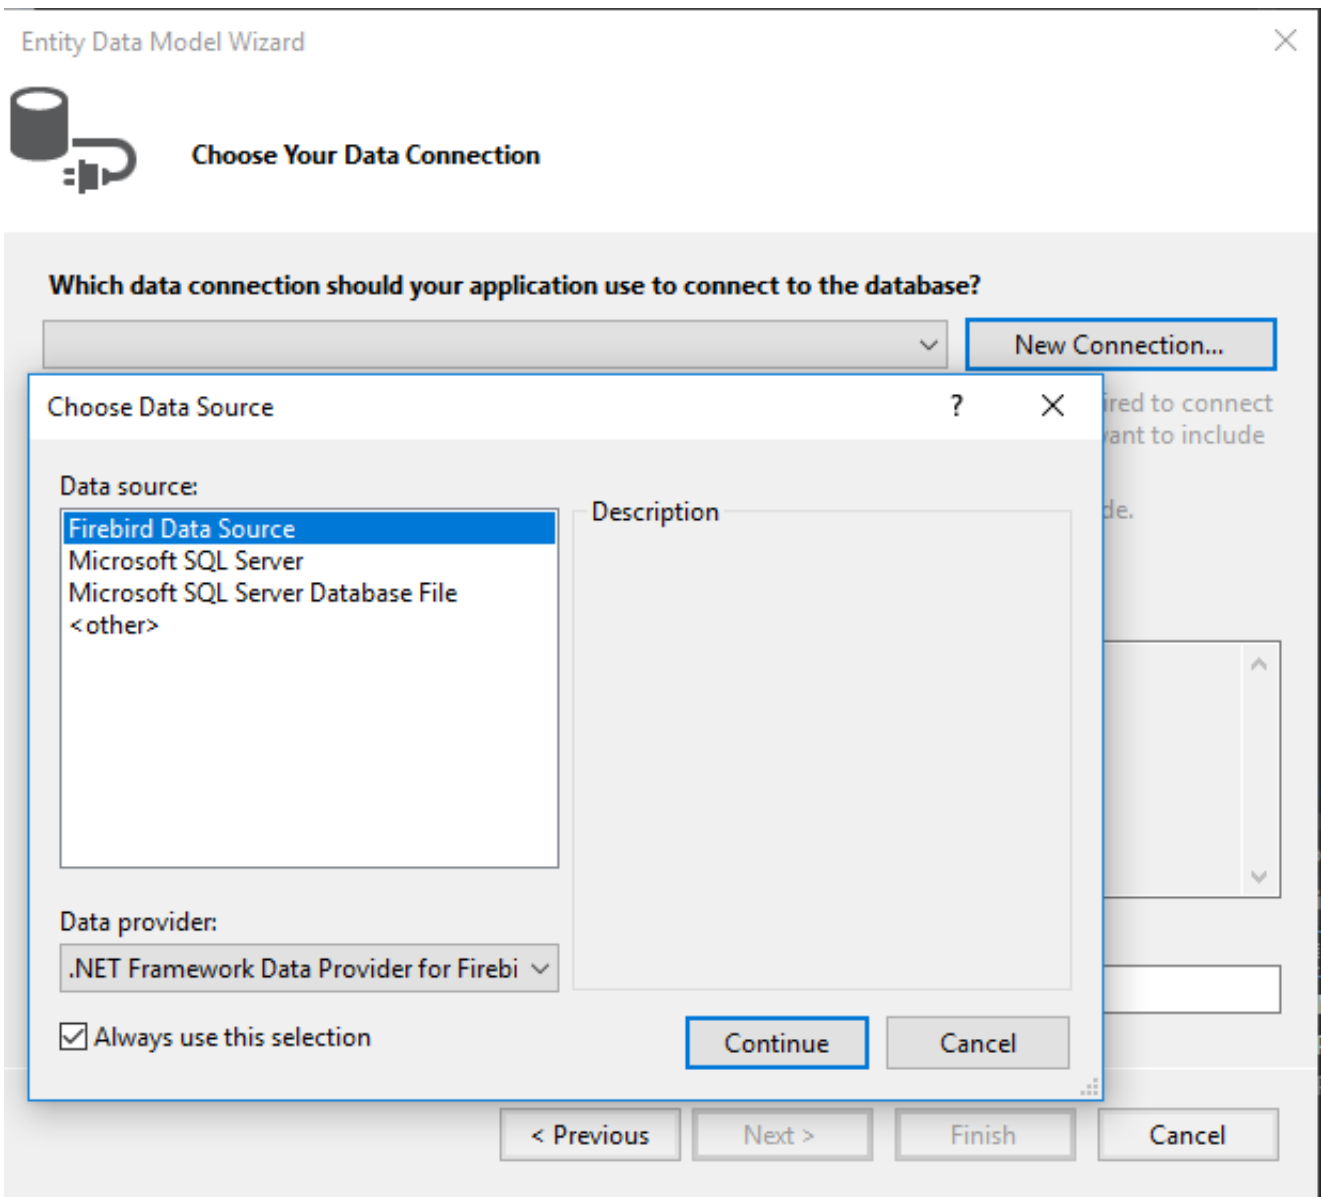 Entity Data Model Wizard
Choose Your Data Connection
Which data connection should your application use to connect to the database?
New Connection...
Choose Data Source
?
to connect
to include
Data source:
Description
Firebird Data Source
Microsoft SQL Server
Microsoft SQL Server Database File
<other>
Data provider:
.NET Framework Data Provider for Firebi
Always use this selection
Continue
Cancel
< Previous
Next >
Finish
Cancel